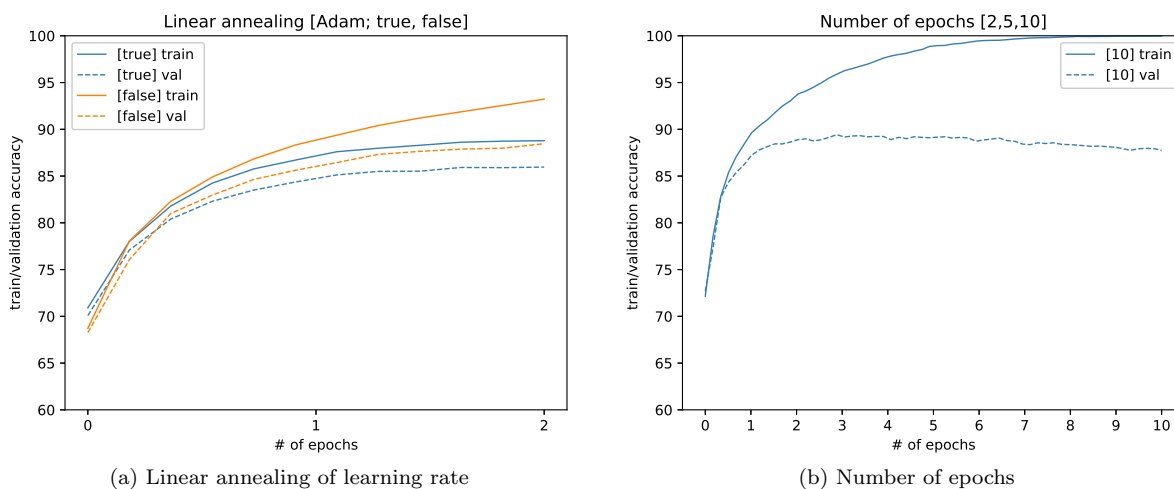 Linear annealing [Adam; true, false]
100
95
90
85
80
75
70
65
60
train/validation accuracy
[true] train
[true] val
[false] train
[false] val
0 1 2
# of epochs
(a) Linear annealing of learning rate
Number of epochs [2,5,10]
100
95
90
85
80
75
70
65
60
train/validation accuracy
[10] train
[10] val
0 1 2 3 4 5 6 7 8 9 10
# of epochs
(b) Number of epochs